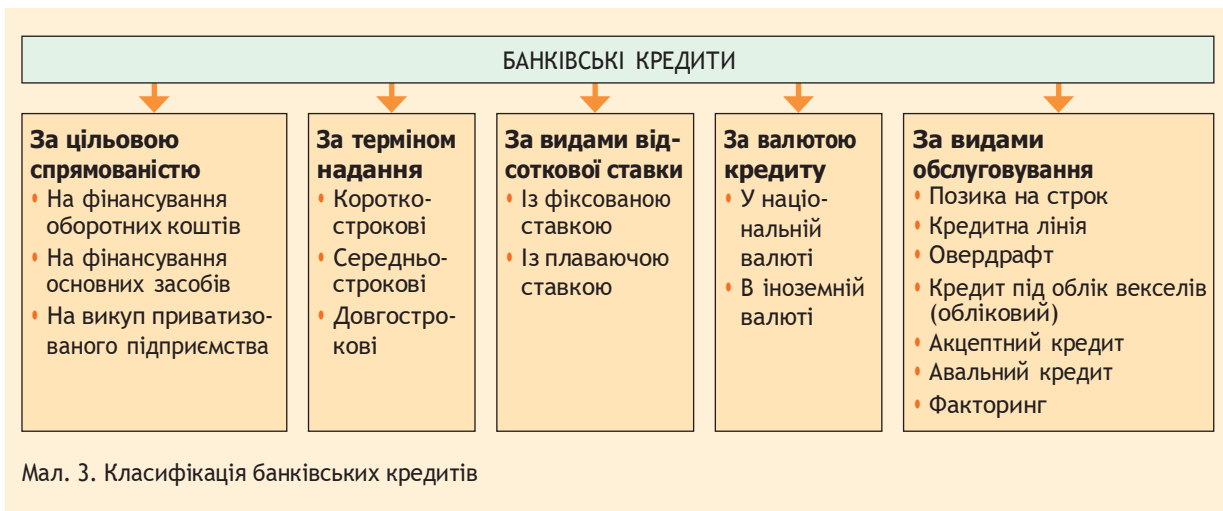 БАНКІВСЬКІ КРЕДИТИ
За цільовою
спрямованістю
• На фінансування
оборотних коштів
• На фінансування
основних засобів
• На викуп приватизо-
ваного підприємства
За терміном
надання
• Коротко-
строкові
• Середньо-
строкові
• Довгостро-
кові
За видами від-
соткової ставки
• Із фіксованою
ставкою
• Із плаваючою
ставкою
За валютою
кредиту
• У націо-
нальній
валюті
• В іноземній
валюті
За видами
обслуговування
• Позика на строк
• Кредитна лінія
• Овердрафт
• Кредит під облік векселів
(обліковий)
• Акцептний кредит
• Авальний кредит
• Факторинг
Мал. 3. Класифікація банківських кредитів